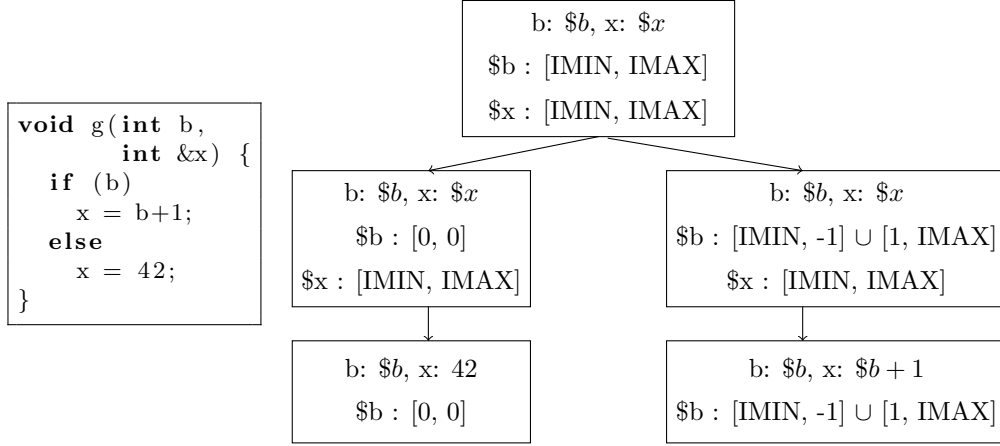 void g(int b,
int &x) {
if (b)
x = b+1;
else
x = 42;
}
b: $b, x: $x
$b : [IMIN, IMAX]
$x : [IMIN, IMAX]
b: $b, x: $x
$b : [0, 0]
$x : [IMIN, IMAX]
b: $b, x: $x
$b : [IMIN, -1] ∪ [1, IMAX]
$x : [IMIN, IMAX]
b: $b, x: 42
$b : [0, 0]
b: $b, x: $b + 1
$b : [IMIN, -1] ∪ [1, IMAX]